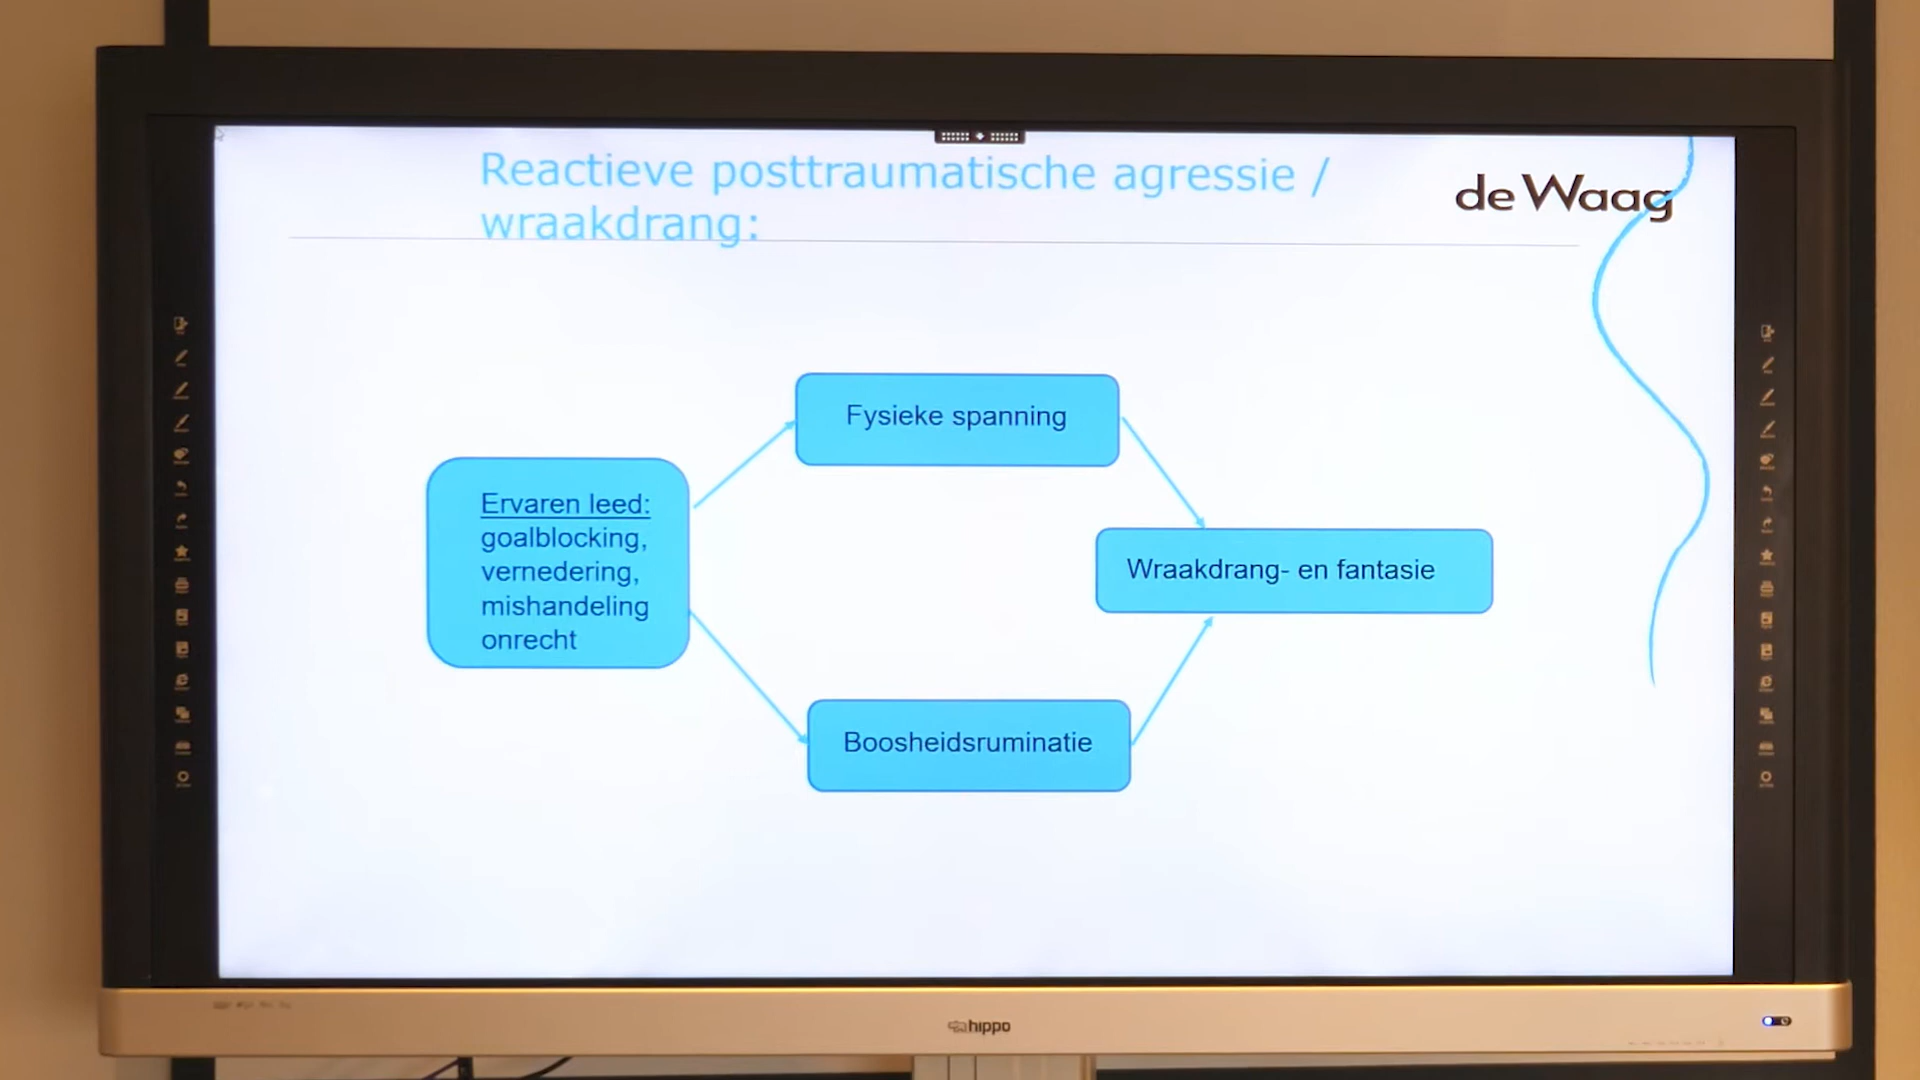 Reactieve posttraumatische agressie /
wraakdrang:
de Waag
Fysieke spanning
Ervaren leed:
goalblocking,
vernedering,
mishandeling
onrecht
Wraakdrang- en fantasie
Boosheidsruminatie
hippo